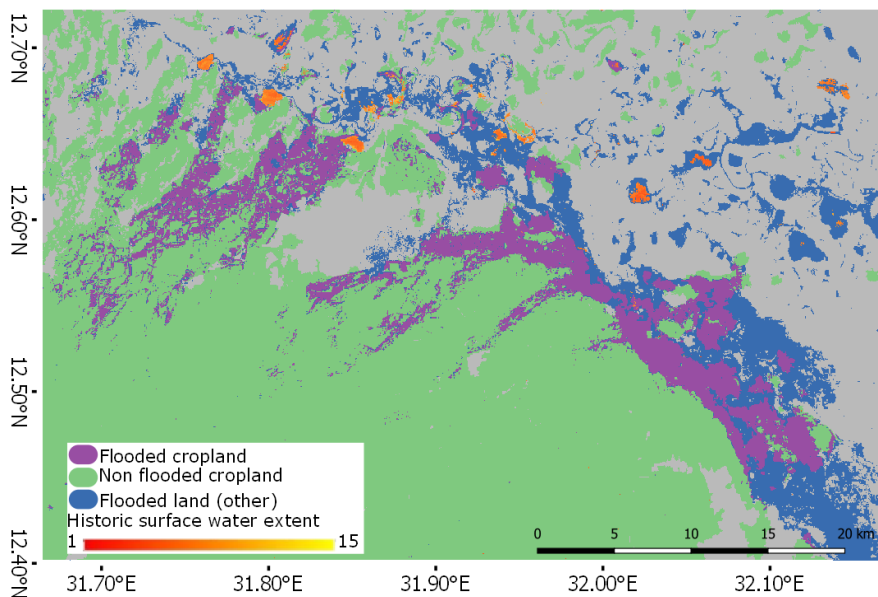 12.70°N
12.60°N
12.50°N
12.40°N
Flooded cropland
Non flooded cropland
Flooded land (other)
Historic surface water extent
1 15
0 5 10 15 20 km
31.70°E 31.80°E 31.90°E 32.00°E 32.10°E